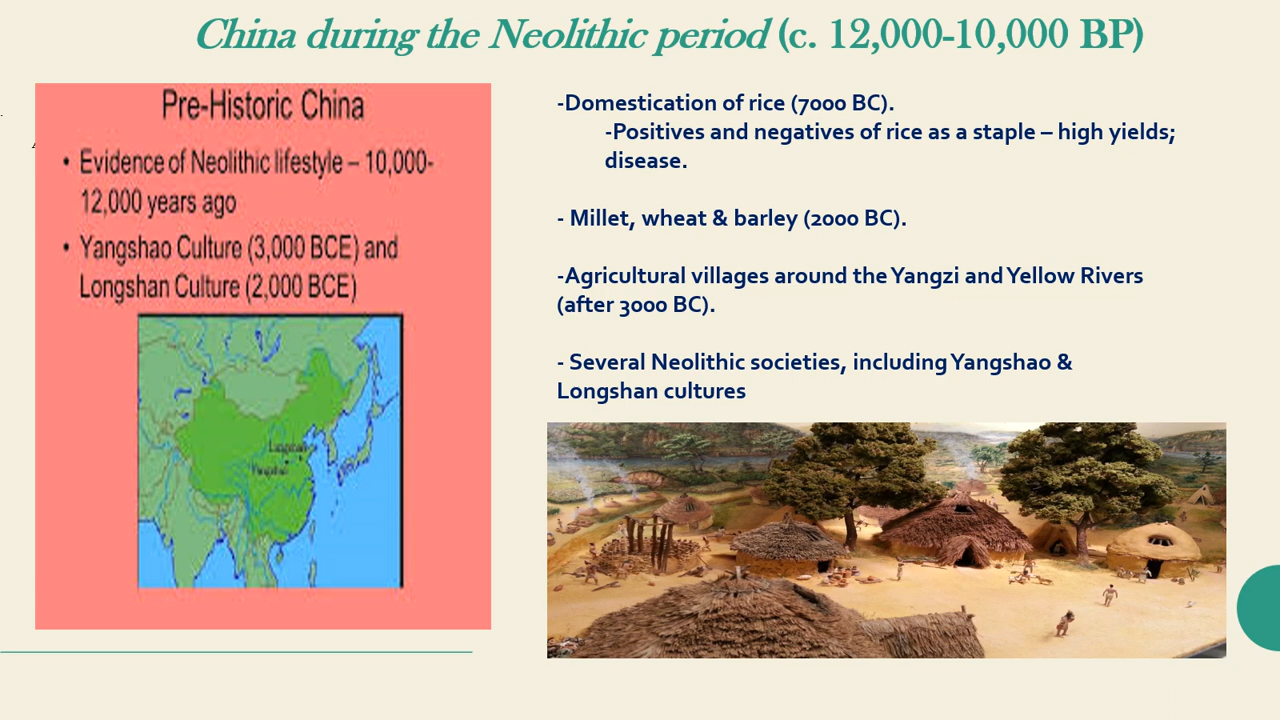 China during the Neolithic period (c. 12,000-10,000 BP)
Pre-Historic China
• Evidence of Neolithic lifestyle – 10,000-
12,000 years ago
• Yangshao Culture (3,000 BCE) and
Longshan Culture (2,000 BCE)
Longshan
Yangshao
-Domestication of rice (7000 BC).
-Positives and negatives of rice as a staple – high yields;
disease.
- Millet, wheat & barley (2000 BC).
-Agricultural villages around the Yangzi and Yellow Rivers
(after 3000 BC).
- Several Neolithic societies, including Yangshao &
Longshan cultures